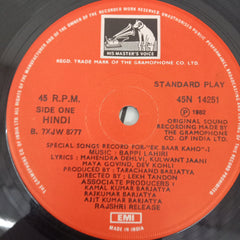 HIS MASTER'S VOICE
REGD. TRADE MARK OF THE GRAMOPHONE CO. LTD.
STANDARD PLAY
45 R.P.M.
45N 14251
SIDE ONE
℗ 1982
HINDI
ORIGINAL SOUND
RECORDING MADE BY
THE GRAMOPHONE CO.
OF INDIA LTD.
SPECIAL SONGS RECORD FOR "EK BAAR KAHO"-1
MUSIC : BAPPI LAHIRI
LYRICS : MAHENDRA DEHLVI, KULWANT JAANI
MAYA GOVIND, DEV KOHLI
PRODUCED BY : TARACHAND BARJATYA
DIRECTED BY : LEKH TANDON
ASSOCIATE PRODUCERS :
KAMAL KUMAR BARJATYA
RAJKUMAR BARJATYA
AJIT KUMAR BARJATYA
RAJSHRI RELEASE
EMI